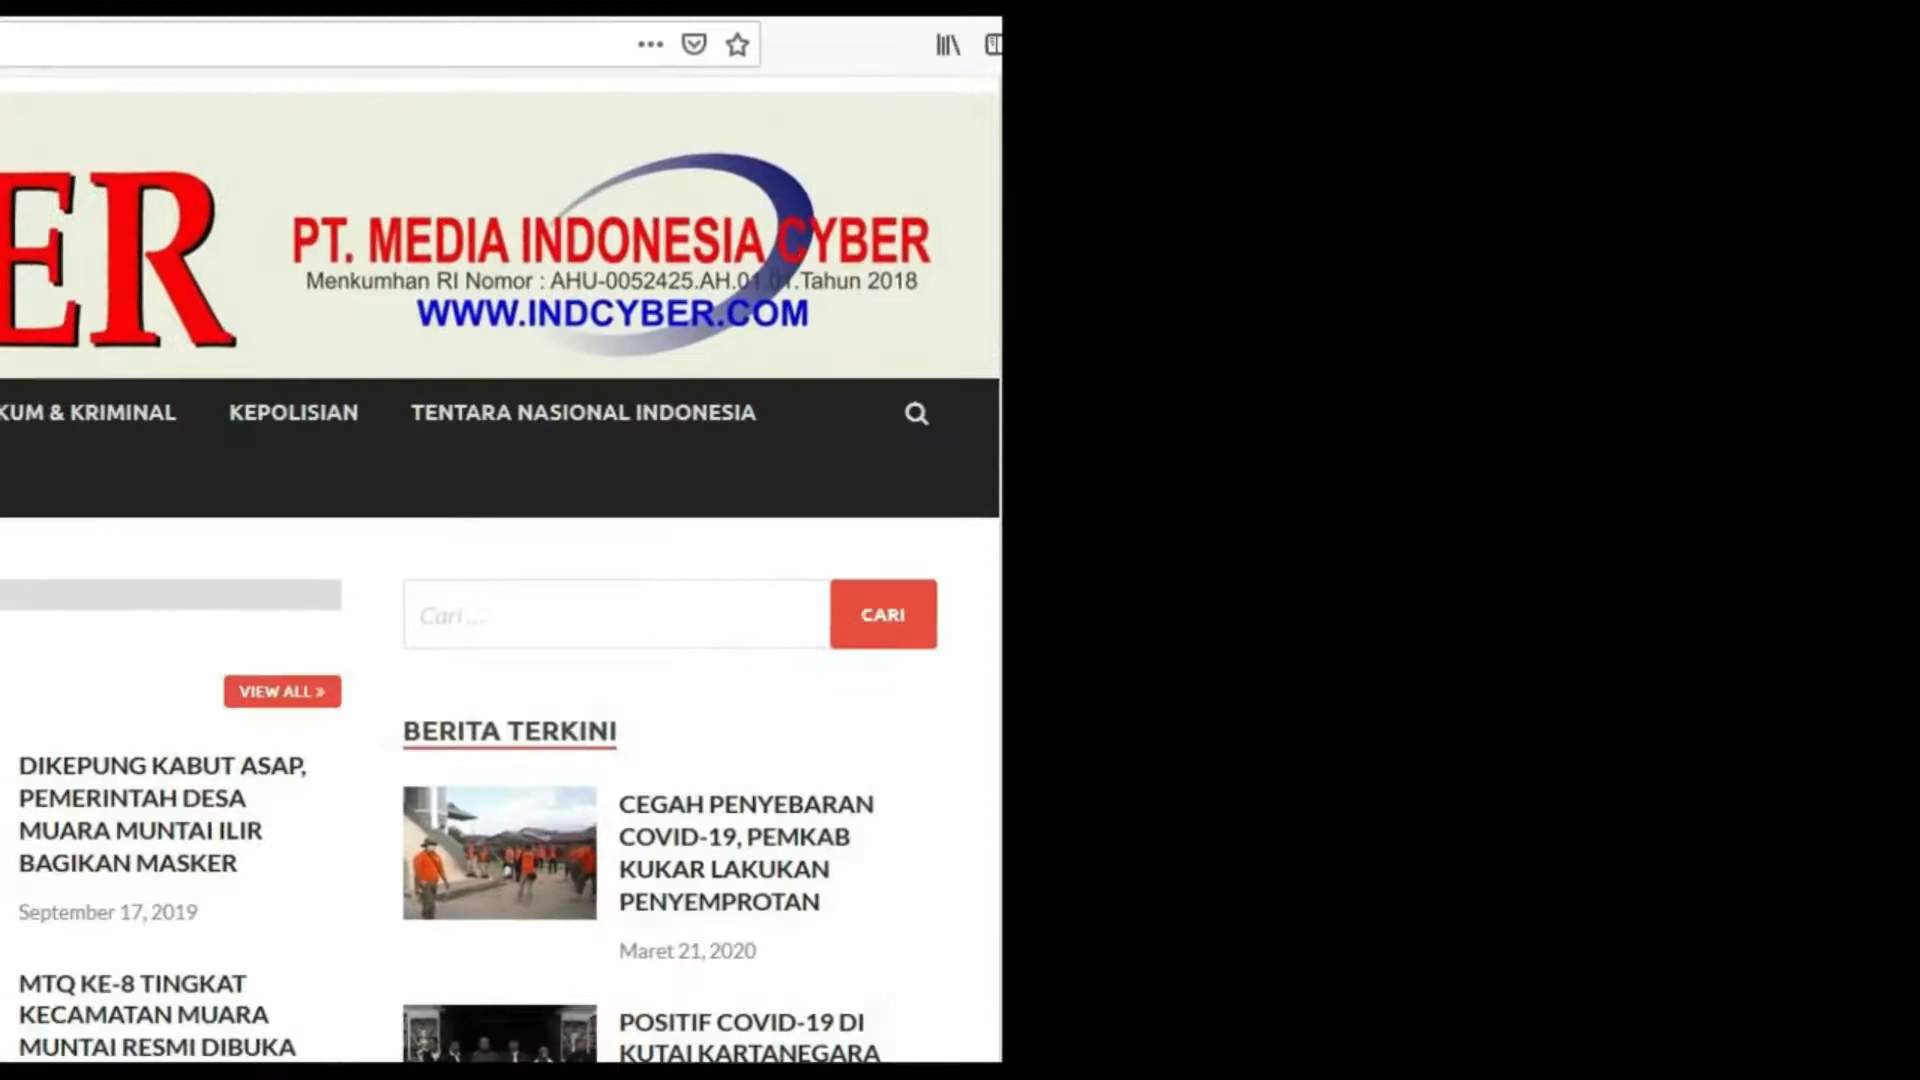 ER
PT. MEDIA INDONESIA CYBER
Menkumhan RI Nomor : AHU-0052425.AH.01.01.Tahun 2018
WWW.INDCYBER.COM
KUM & KRIMINAL
KEPOLISIAN
TENTARA NASIONAL INDONESIA
Cari ...
CARI
VIEW ALL »
DIKEPUNG KABUT ASAP,
PEMERINTAH DESA
MUARA MUNTAI ILIR
BAGIKAN MASKER
September 17, 2019
MTQ KE-8 TINGKAT
KECAMATAN MUARA
MUNTAI RESMI DIBUKA
BERITA TERKINI
CEGAH PENYEBARAN
COVID-19, PEMKAB
KUKAR LAKUKAN
PENYEMPROTAN
Maret 21, 2020
POSITIF COVID-19 DI
KUTAI KARTANEGARA